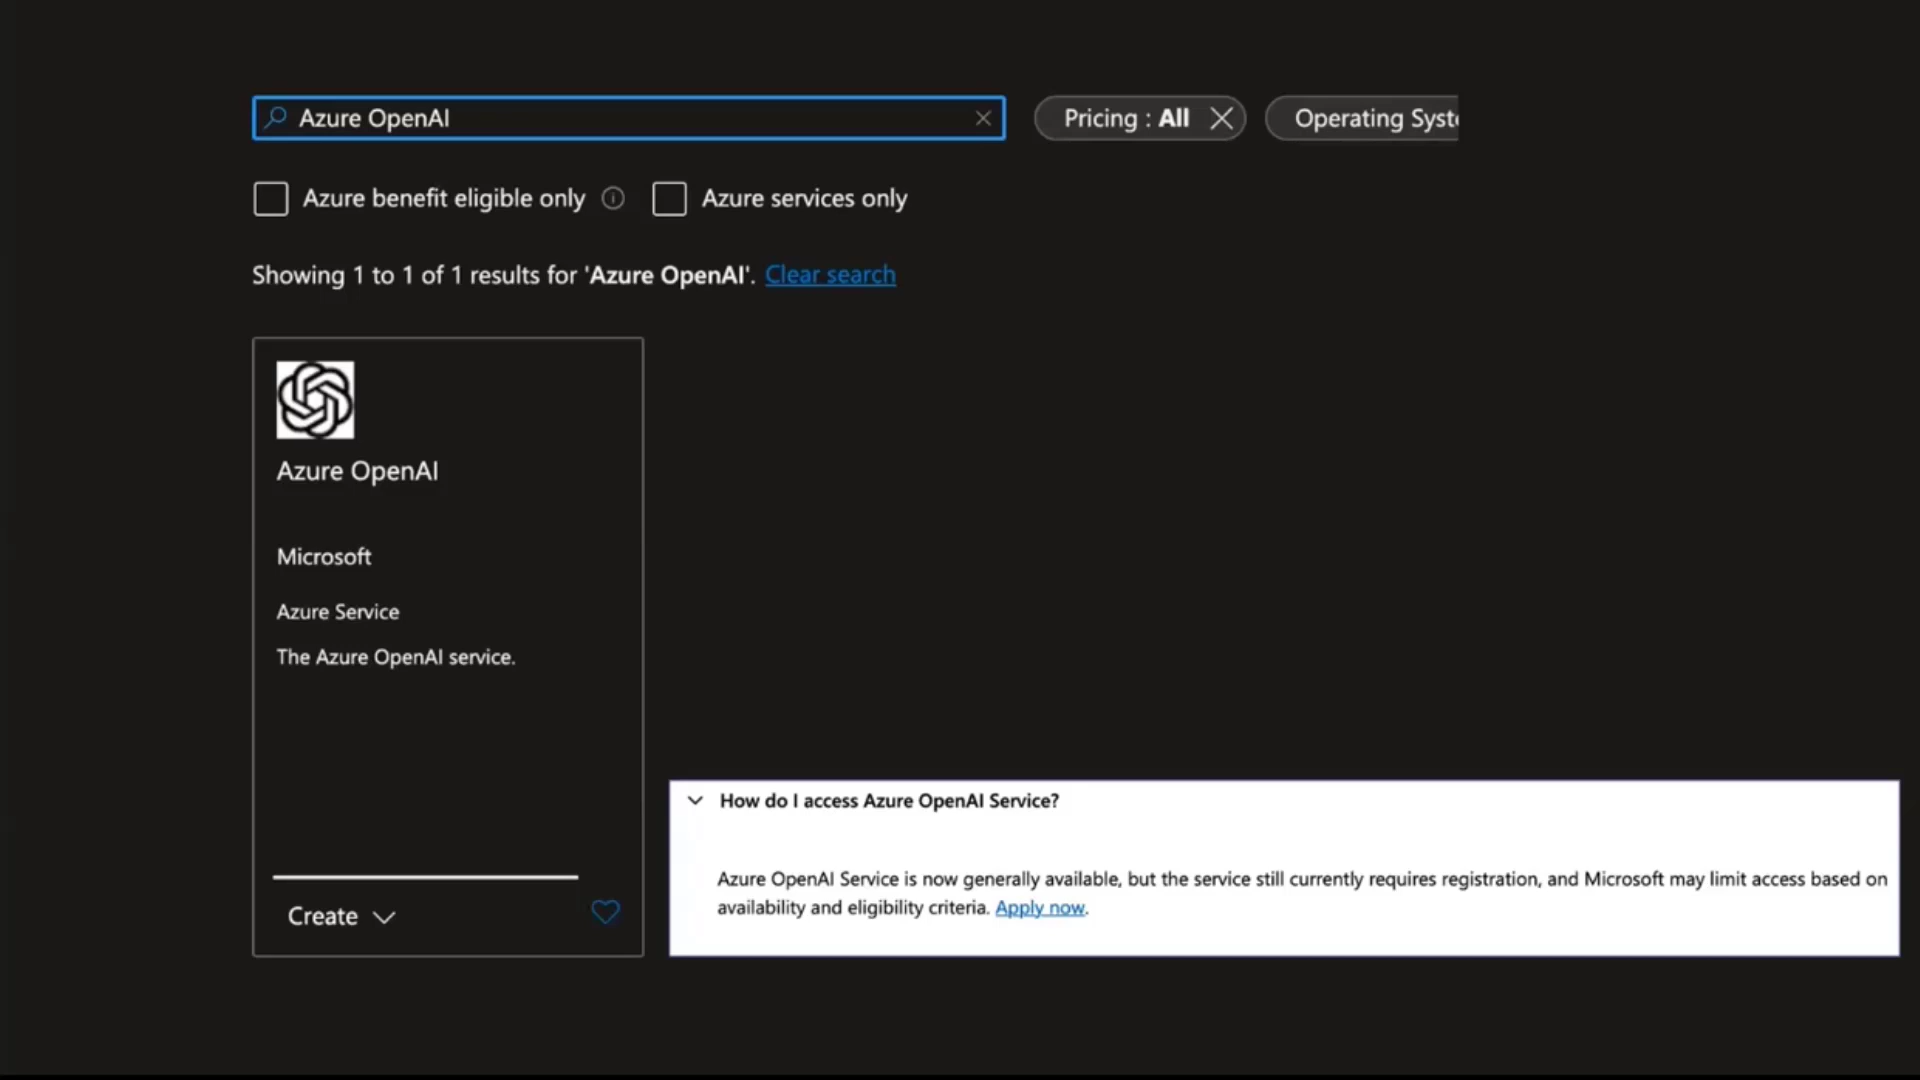 Azure OpenAI
Pricing : All
Operating Syst
Azure benefit eligible only
Azure services only
Showing 1 to 1 of 1 results for 'Azure OpenAI'. Clear search
Azure OpenAI
Microsoft
Azure Service
The Azure OpenAI service.
Create
How do I access Azure OpenAI Service?
Azure OpenAI Service is now generally available, but the service still currently requires registration, and Microsoft may limit access based on
availability and eligibility criteria. Apply now.